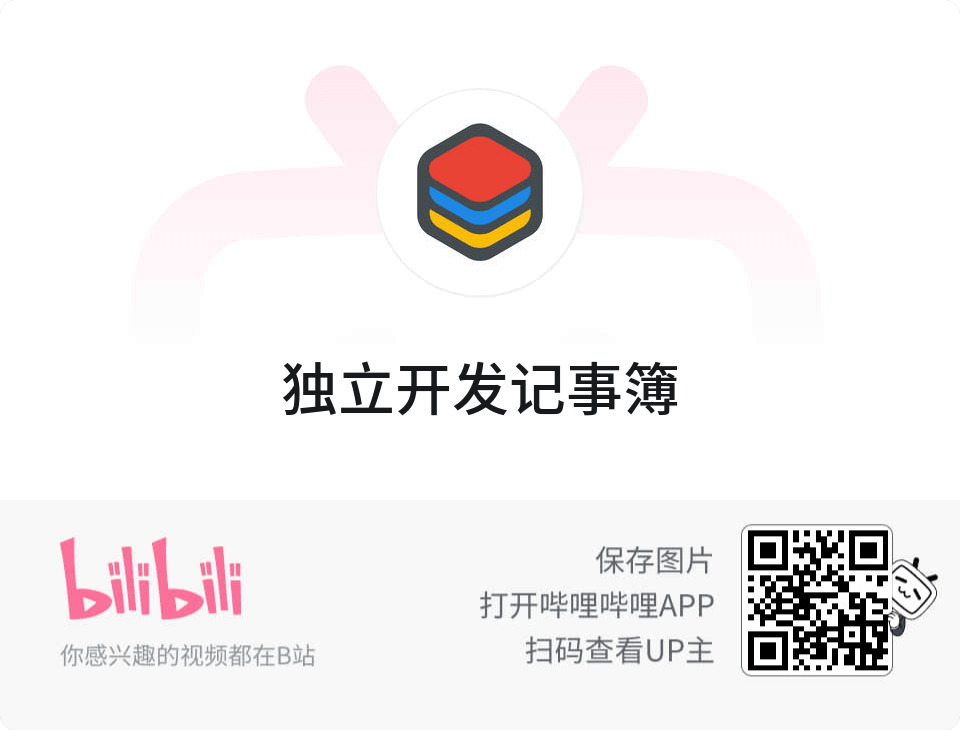 独立开发记事簿
bilibili
你感兴趣的视频都在B站
保存图片
打开哔哩哔哩APP
扫码查看UP主